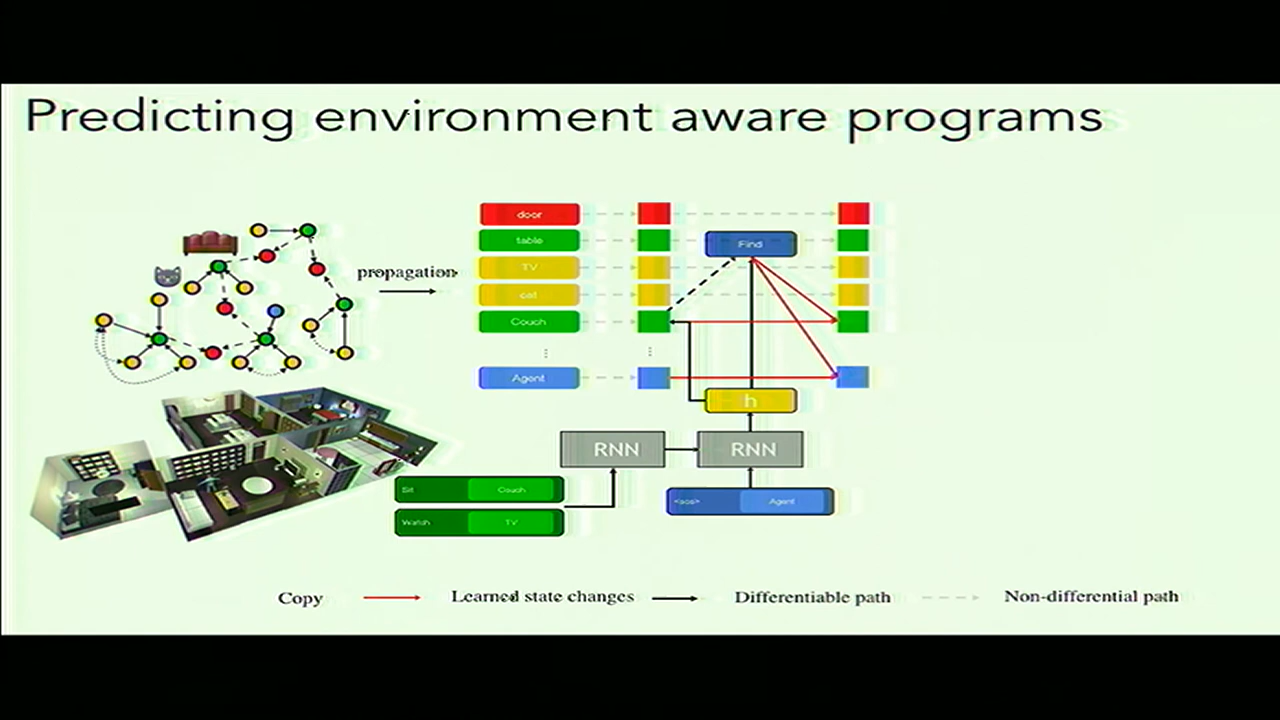 Predicting environment aware programs
propagation
door
table
TV
cat
Couch
Agent
Find
h
RNN
RNN
Sit
Couch
Watch
TV
<sos>
Agent
Copy
Learned state changes
Differentiable path
Non-differential path